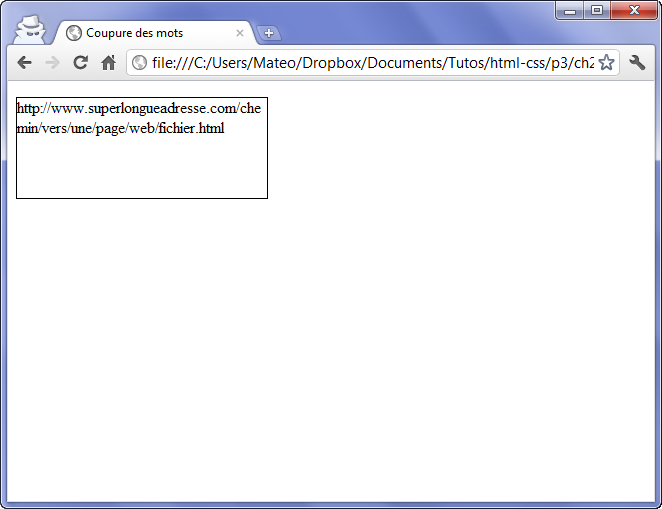 Coupure des mots
file:///C:/Users/Mateo/Dropbox/Documents/Tutos/html-css/p3/ch2
http://www.superlongueadresse.com/che
min/vers/une/page/web/fichier.html